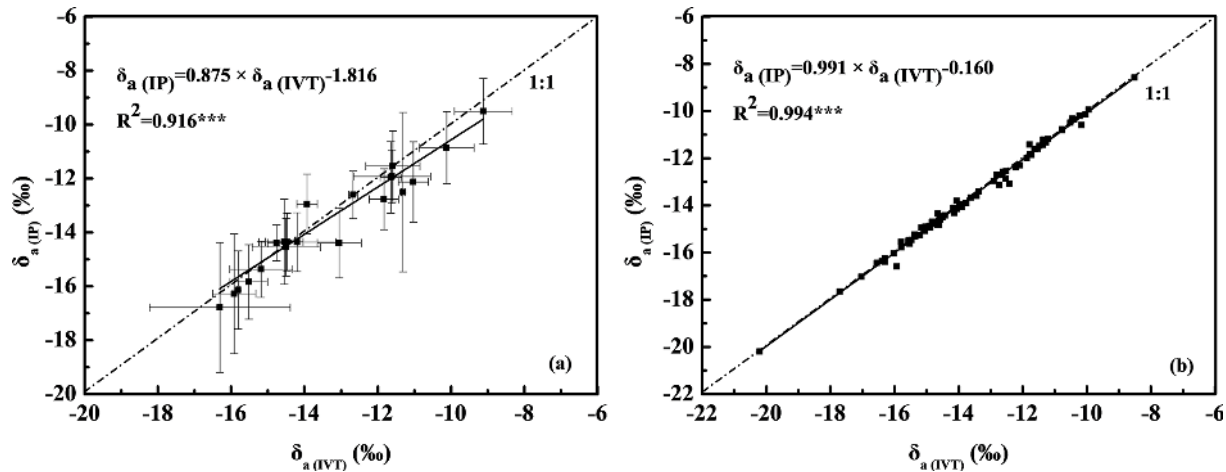 -6
-8
-10
-12
-14
-16
-18
-20
δa (IP) (‰)
δa (IP)=0.875 × δa (IVT)-1.816
R²=0.916***
1:1
(a)
-20 -18 -16 -14 -12 -10 -8 -6
δa (IVT) (‰)
-6
-8
-10
-12
-14
-16
-18
-20
-22
δa (IP) (‰)
δa (IP)=0.991 × δa (IVT)-0.160
R²=0.994***
1:1
(b)
-22 -20 -18 -16 -14 -12 -10 -8 -6
δa (IVT) (‰)